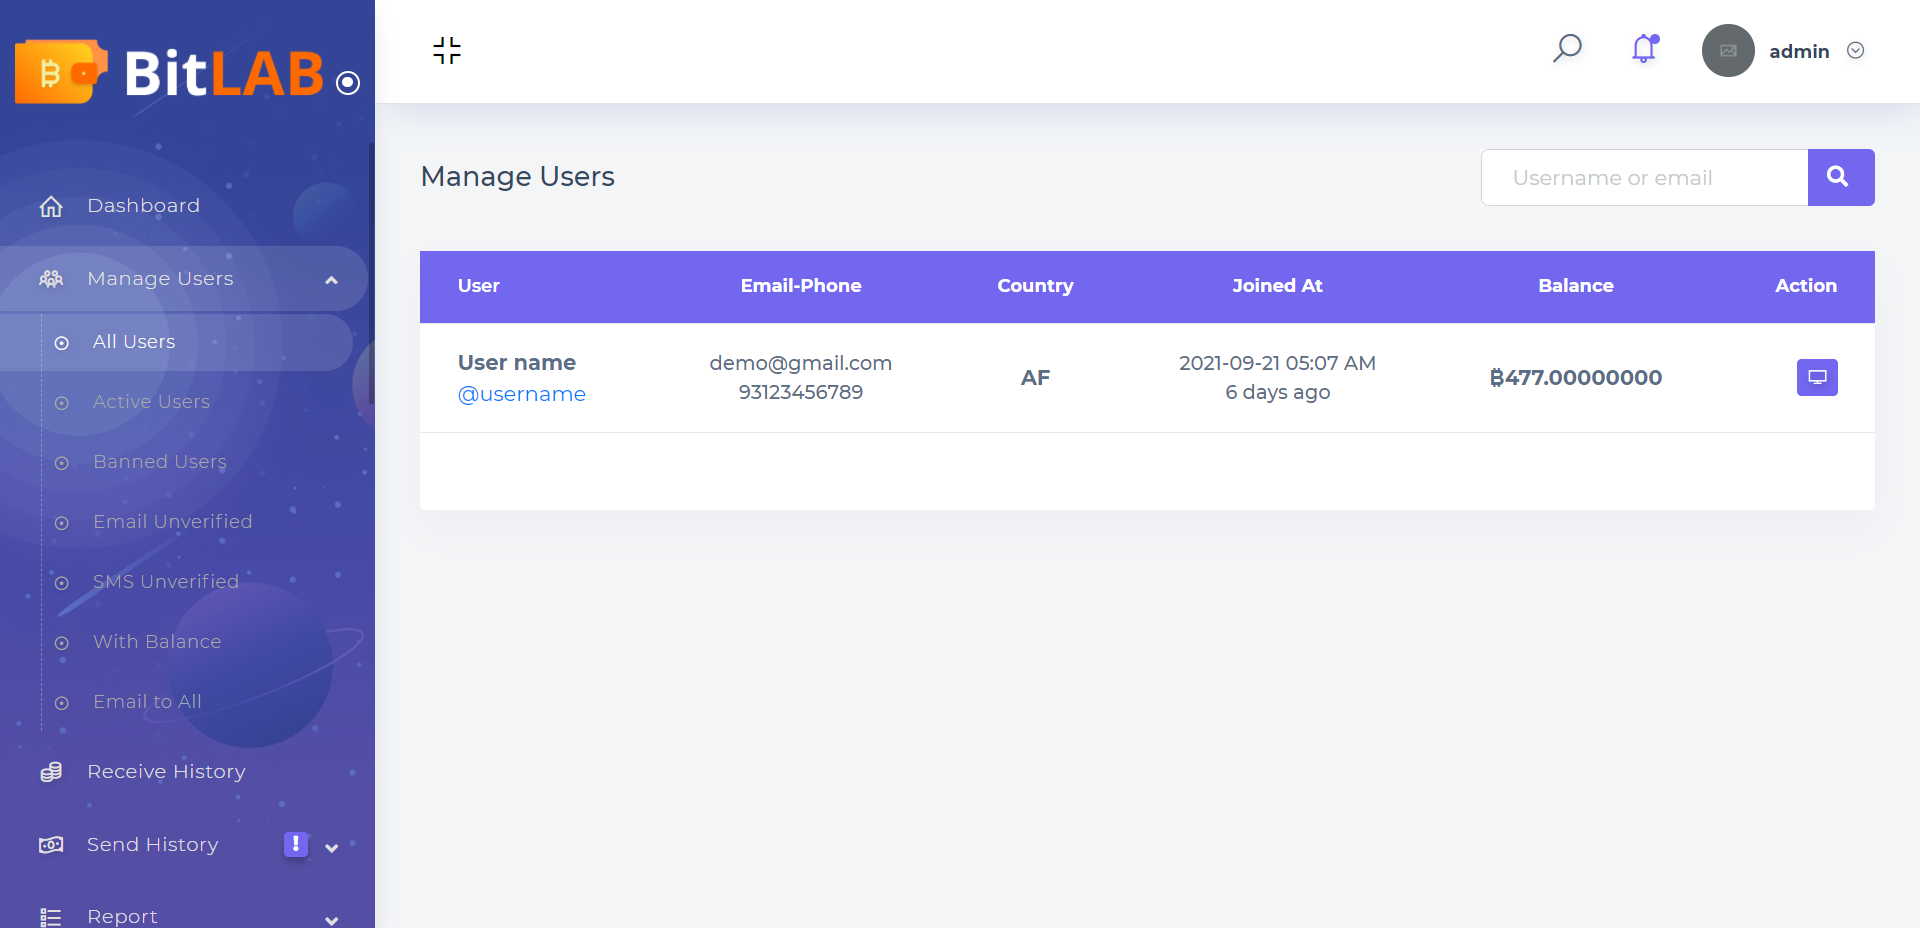 BitLAB
admin
Dashboard
Manage Users
All Users
Active Users
Banned Users
Email Unverified
SMS Unverified
With Balance
Email to All
Receive History
Send History !
Report
Manage Users
Username or email
User Email-Phone Country Joined At Balance Action
User name demo@gmail.com AF 2021-09-21 05:07 AM ₿477.00000000
@username 93123456789 6 days ago